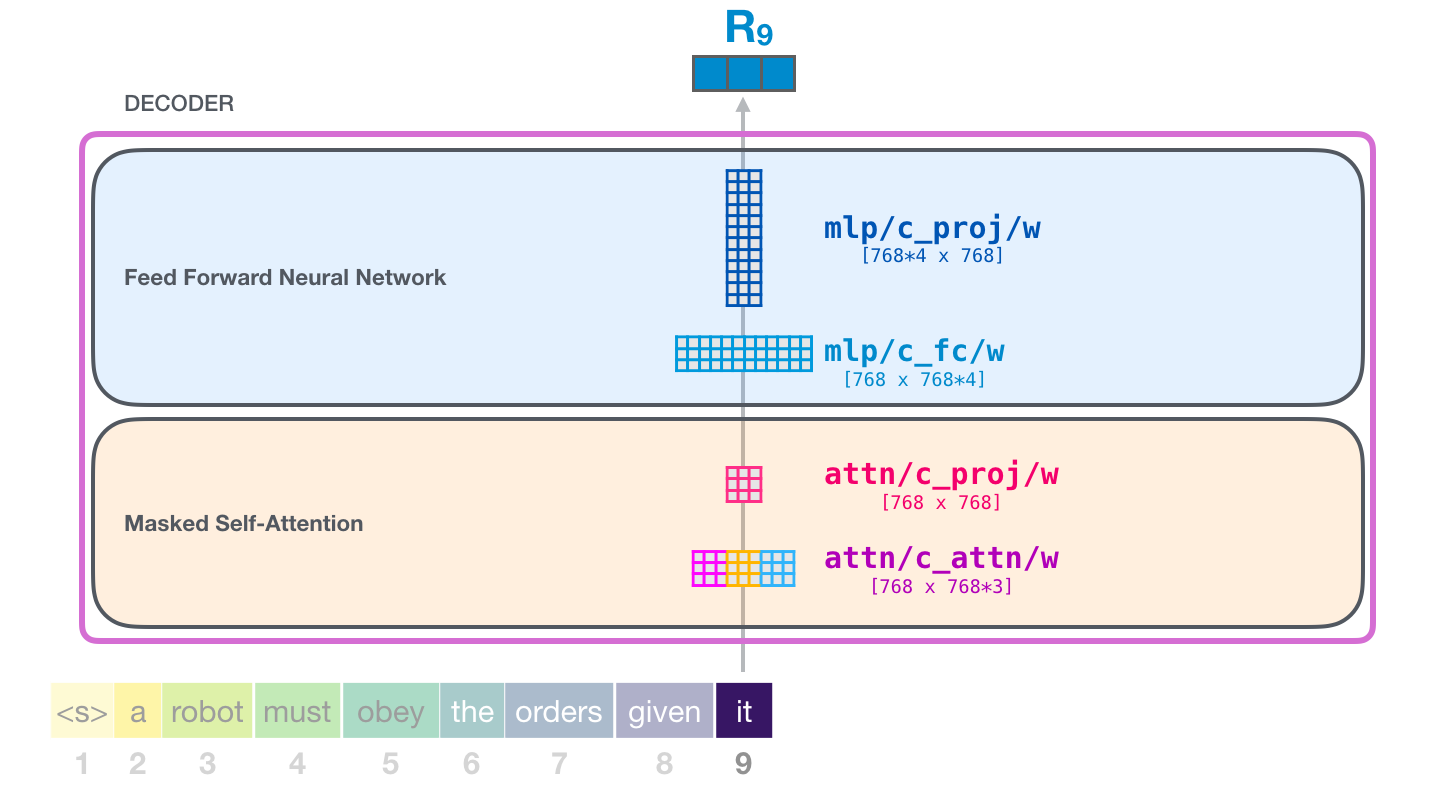 R9
DECODER
mlp/c_proj/w
[768*4 x 768]
Feed Forward Neural Network
mlp/c_fc/w
[768 x 768*4]
attn/c_proj/w
[768 x 768]
Masked Self-Attention
attn/c_attn/w
[768 x 768*3]
<s> a robot must obey the orders given it
1 2 3 4 5 6 7 8 9